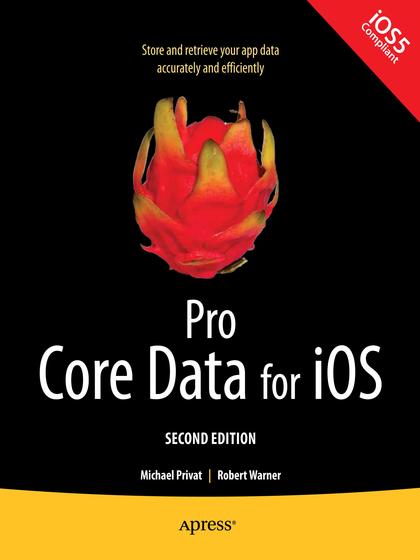 iOS5
Compliant
Store and retrieve your app data
accurately and efficiently
Pro
Core Data for iOS
SECOND EDITION
Michael Privat | Robert Warner
Apress®